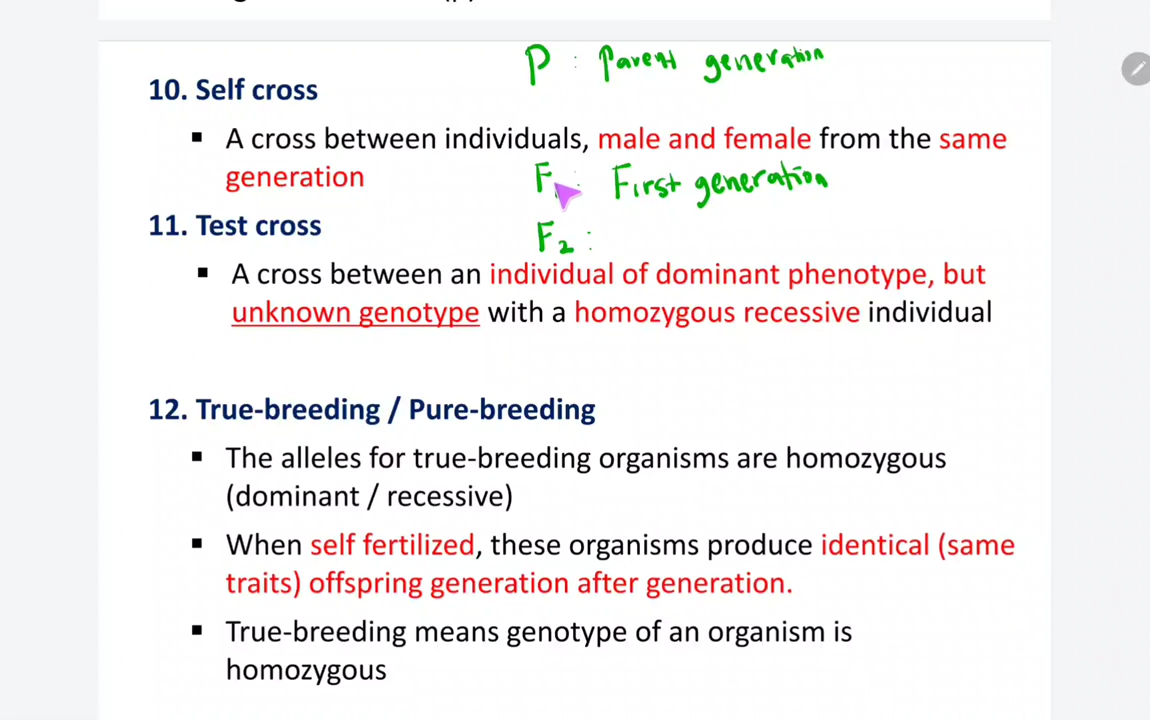 P : Parent generation
10. Self cross
▪ A cross between individuals, male and female from the same
generation
F : First generation
11. Test cross
F2 :
▪ A cross between an individual of dominant phenotype, but
unknown genotype with a homozygous recessive individual
12. True-breeding / Pure-breeding
▪ The alleles for true-breeding organisms are homozygous
(dominant / recessive)
▪ When self fertilized, these organisms produce identical (same
traits) offspring generation after generation.
▪ True-breeding means genotype of an organism is
homozygous